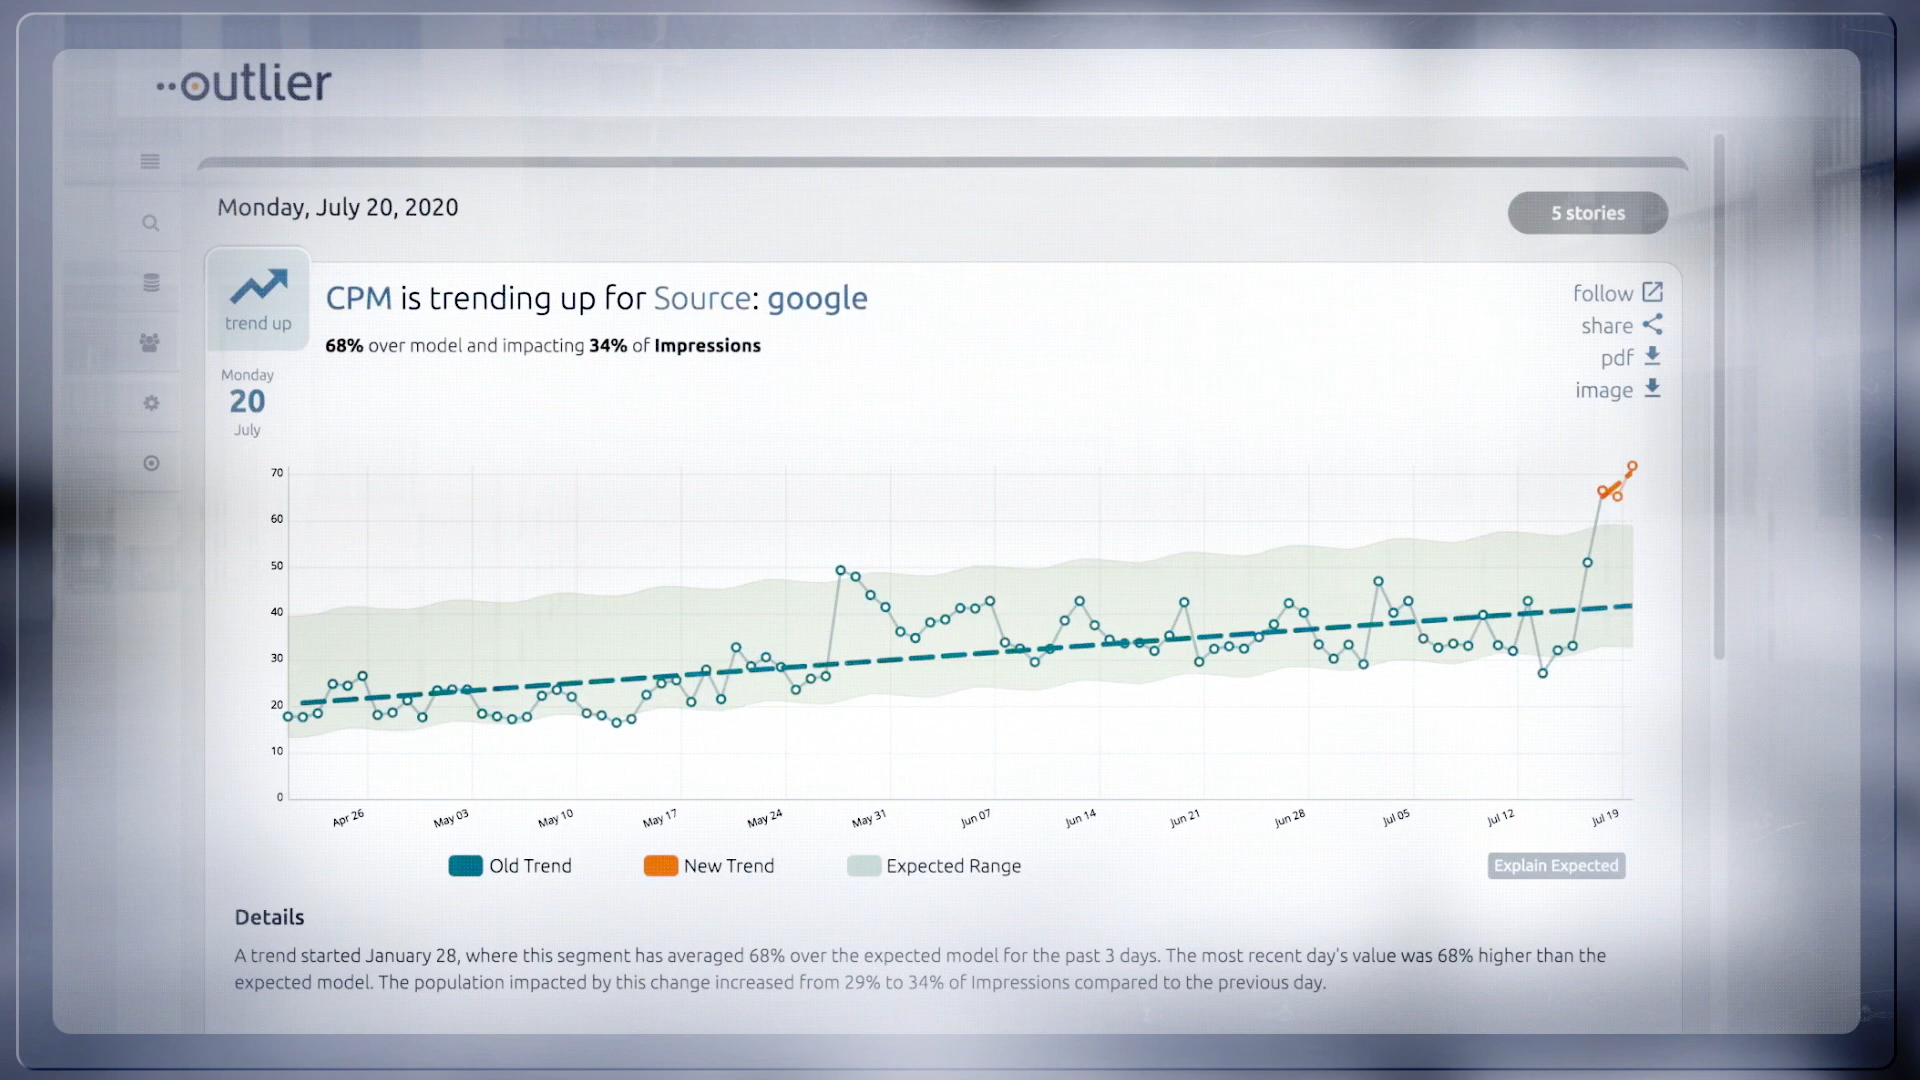 outlier
Monday, July 20, 2020
5 stories
trend up
CPM is trending up for Source: google
68% over model and impacting 34% of Impressions
follow
share
pdf
image
Monday
20
July
70
60
50
40
30
20
10
0
Apr 26
May 03
May 10
May 17
May 24
May 31
Jun 07
Jun 14
Jun 21
Jun 28
Jul 05
Jul 12
Jul 19
Old Trend
New Trend
Expected Range
Explain Expected
Details
A trend started January 28, where this segment has averaged 68% over the expected model for the past 3 days. The most recent day's value was 68% higher than the
expected model. The population impacted by this change increased from 29% to 34% of Impressions compared to the previous day.